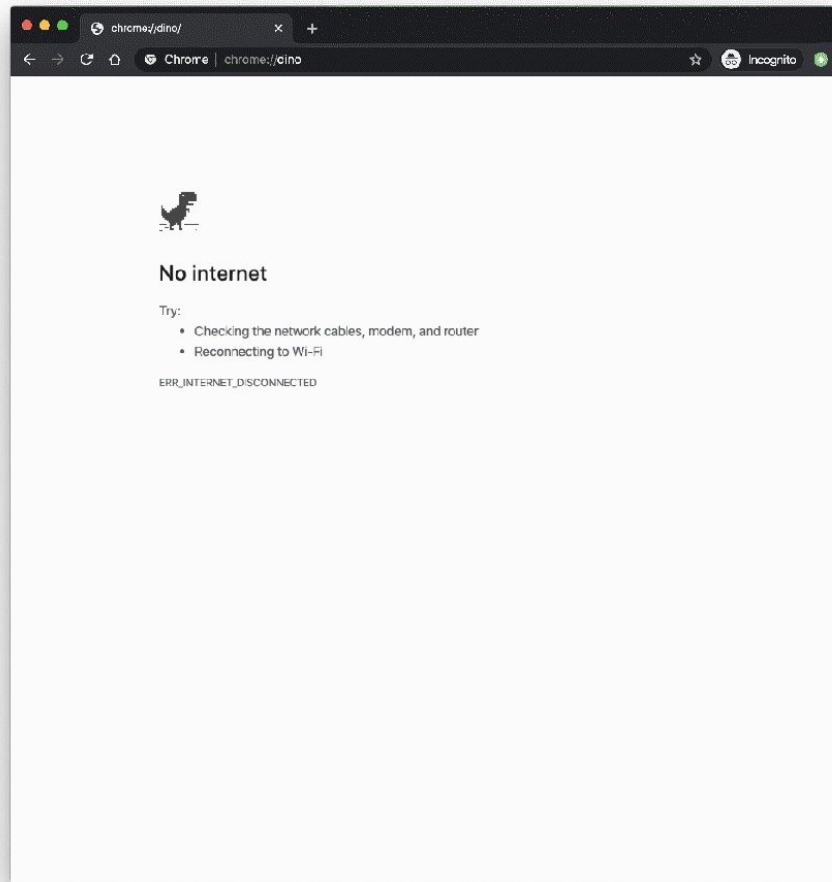 chrome://dino/
Chrome | chrome://dino
Incognito
No internet
Try:
• Checking the network cables, modem, and router
• Reconnecting to Wi-Fi
ERR_INTERNET_DISCONNECTED